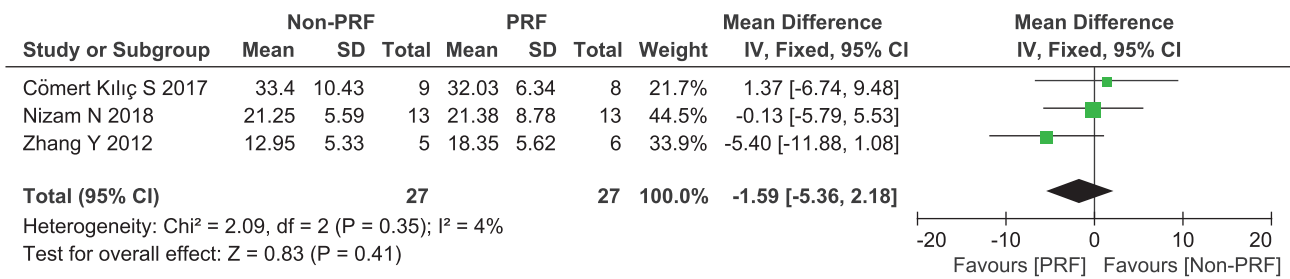 Non-PRF PRF Mean Difference Mean Difference
Study or Subgroup Mean SD Total Mean SD Total Weight IV, Fixed, 95% CI IV, Fixed, 95% CI
Cömert Kılıç S 2017 33.4 10.43 9 32.03 6.34 8 21.7% 1.37 [-6.74, 9.48]
Nizam N 2018 21.25 5.59 13 21.38 8.78 13 44.5% -0.13 [-5.79, 5.53]
Zhang Y 2012 12.95 5.33 5 18.35 5.62 6 33.9% -5.40 [-11.88, 1.08]
Total (95% CI) 27 27 100.0% -1.59 [-5.36, 2.18]
Heterogeneity: Chi² = 2.09, df = 2 (P = 0.35); I² = 4%
Test for overall effect: Z = 0.83 (P = 0.41)
-20 -10 0 10 20
Favours [PRF] Favours [Non-PRF]